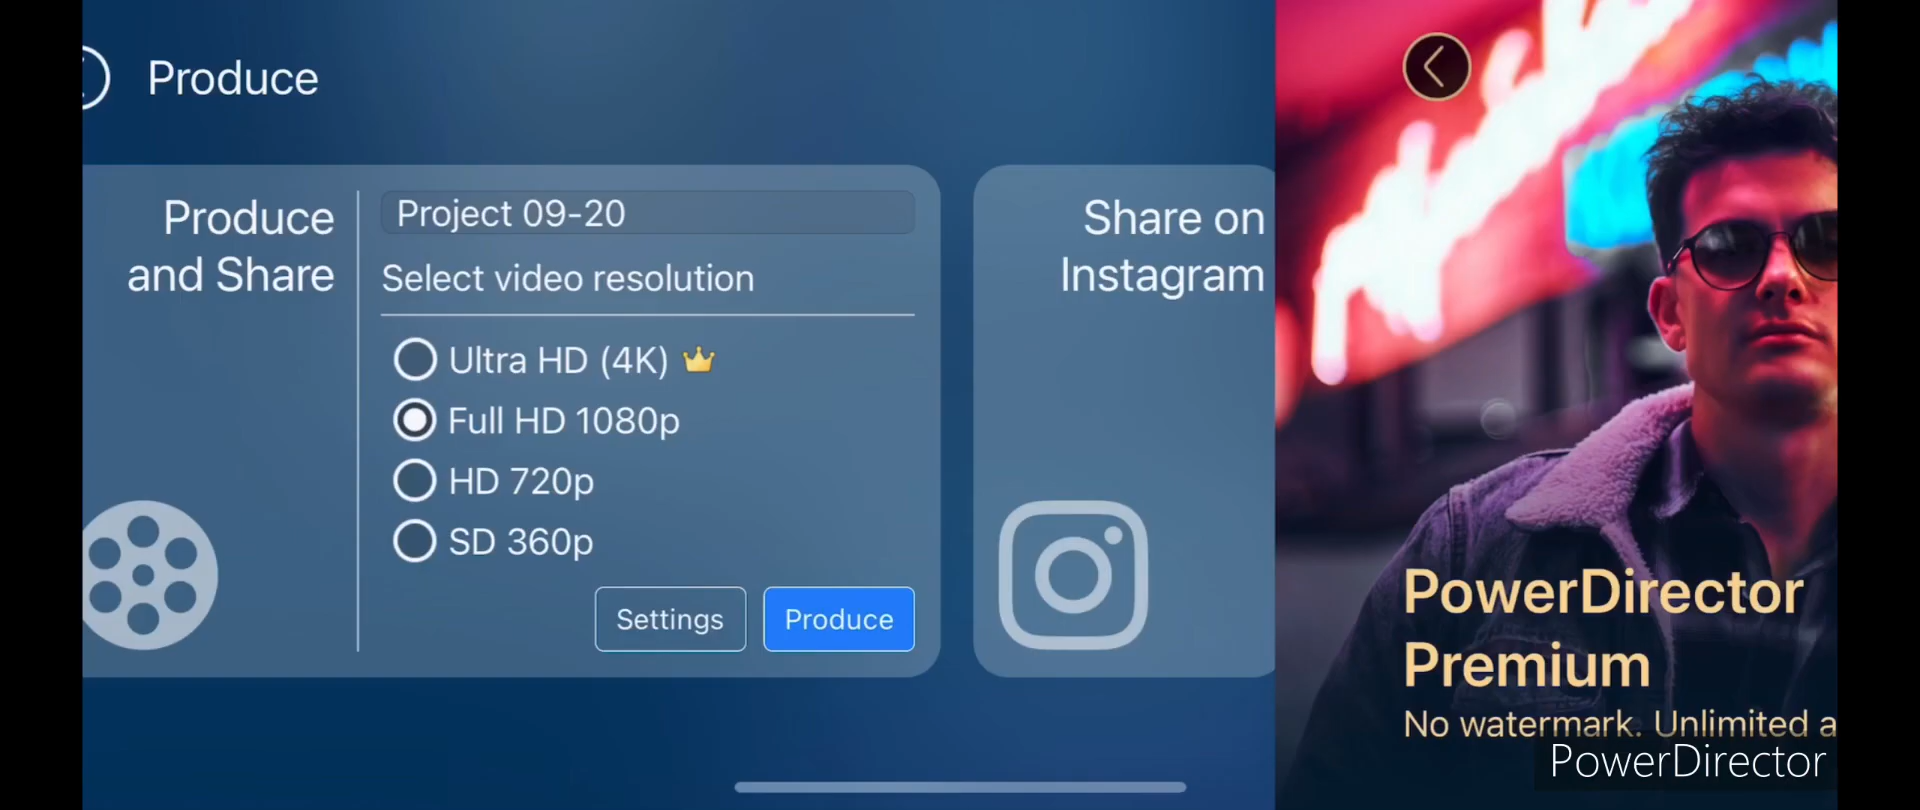 Produce
Produce
and Share
Project 09-20
Select video resolution
Ultra HD (4K)
Full HD 1080p
HD 720p
SD 360p
Settings
Produce
Share on
Instagram
PowerDirector
Premium
No watermark. Unlimited a
PowerDirector